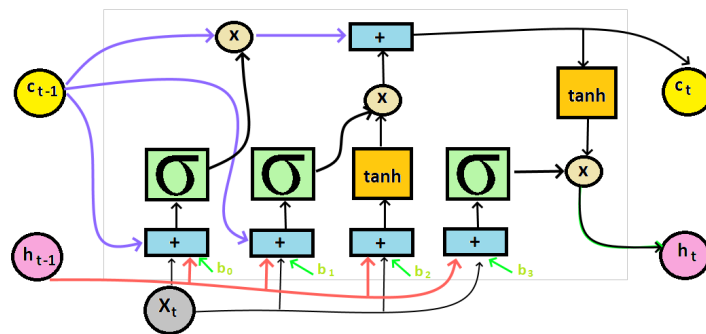 x
+
c t-1
c t
tanh
x
σ
σ
tanh
σ
x
+
+
+
+
h t-1
h t
b 0
b 1
b 2
b 3
X t